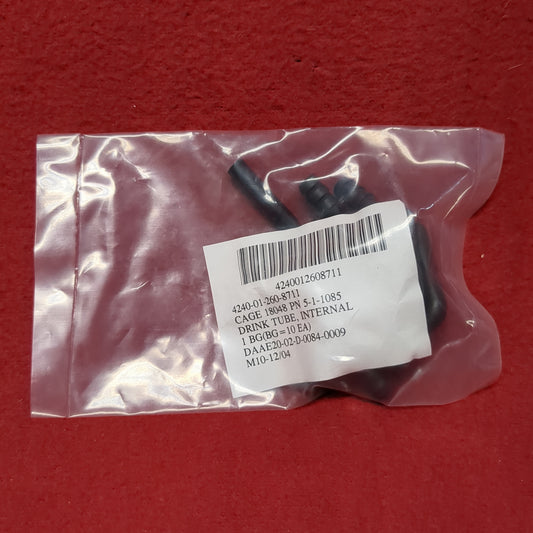 4240012608711
4240-01-260-8711
CAGE 18048 PN 5-1-1085
DRINK TUBE, INTERNAL
1 BG(BG=10 EA)
DAAE20-02-D-0084-0009
M10-12/04